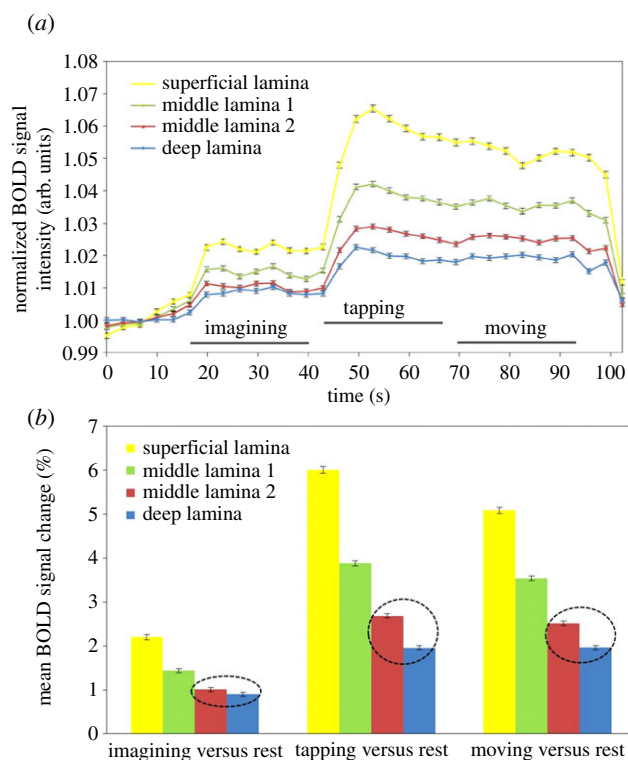 (a)
1.08
1.07
1.06
1.05
1.04
1.03
1.02
1.01
1.00
0.99
normalized BOLD signal
intensity (arb. units)
superficial lamina
middle lamina 1
middle lamina 2
deep lamina
imagining
tapping
moving
0 10 20 30 40 50 60 70 80 90 100
time (s)
(b)
7
6
5
4
3
2
1
0
mean BOLD signal change (%)
superficial lamina
middle lamina 1
middle lamina 2
deep lamina
imagining versus rest tapping versus rest moving versus rest